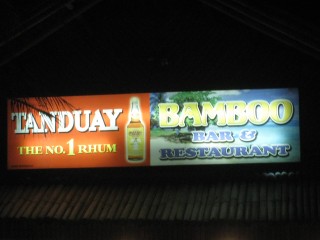 TANDUAY
THE NO.1 RHUM
BAMBOO
BAR &
RESTAURANT